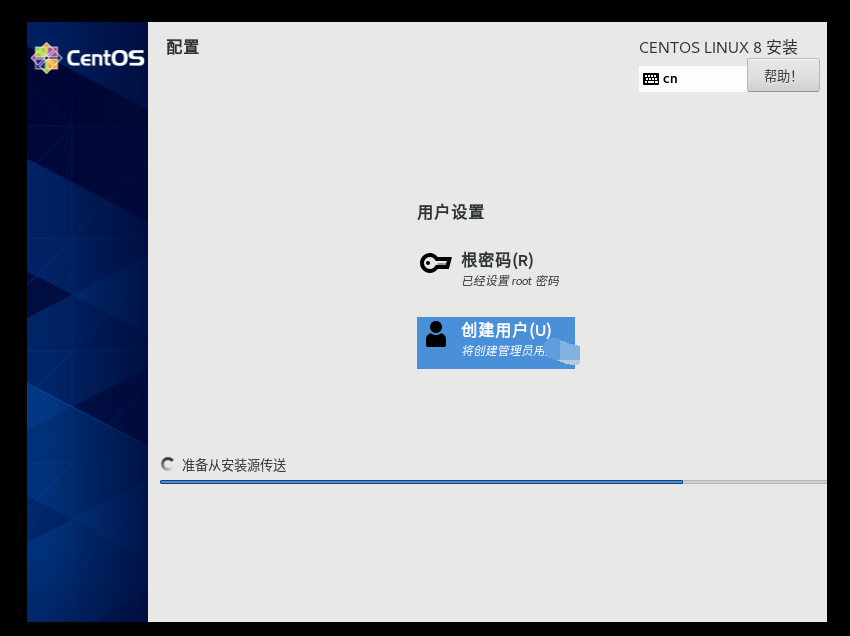 CentOS
配置
CENTOS LINUX 8 安装
cn
帮助!
用户设置
根密码(R)
已经设置 root 密码
创建用户(U)
将创建管理员用
准备从安装源传送